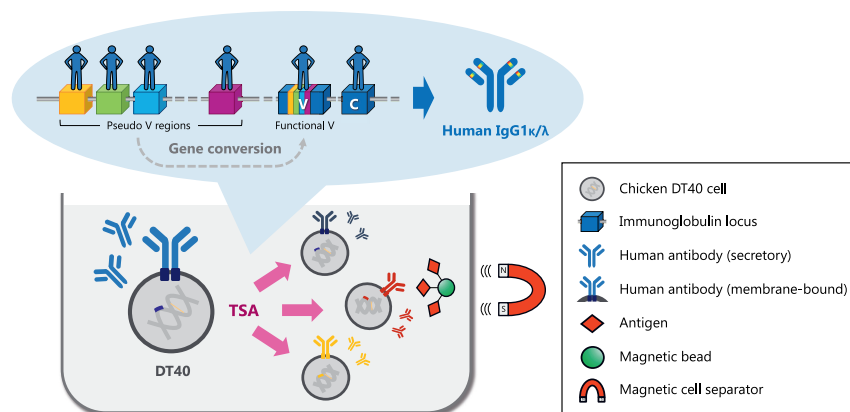 V
C
Pseudo V regions
Functional V
Gene conversion
Human IgG1κ/λ
TSA
DT40
N
S
Chicken DT40 cell
Immunoglobulin locus
Human antibody (secretory)
Human antibody (membrane-bound)
Antigen
Magnetic bead
Magnetic cell separator